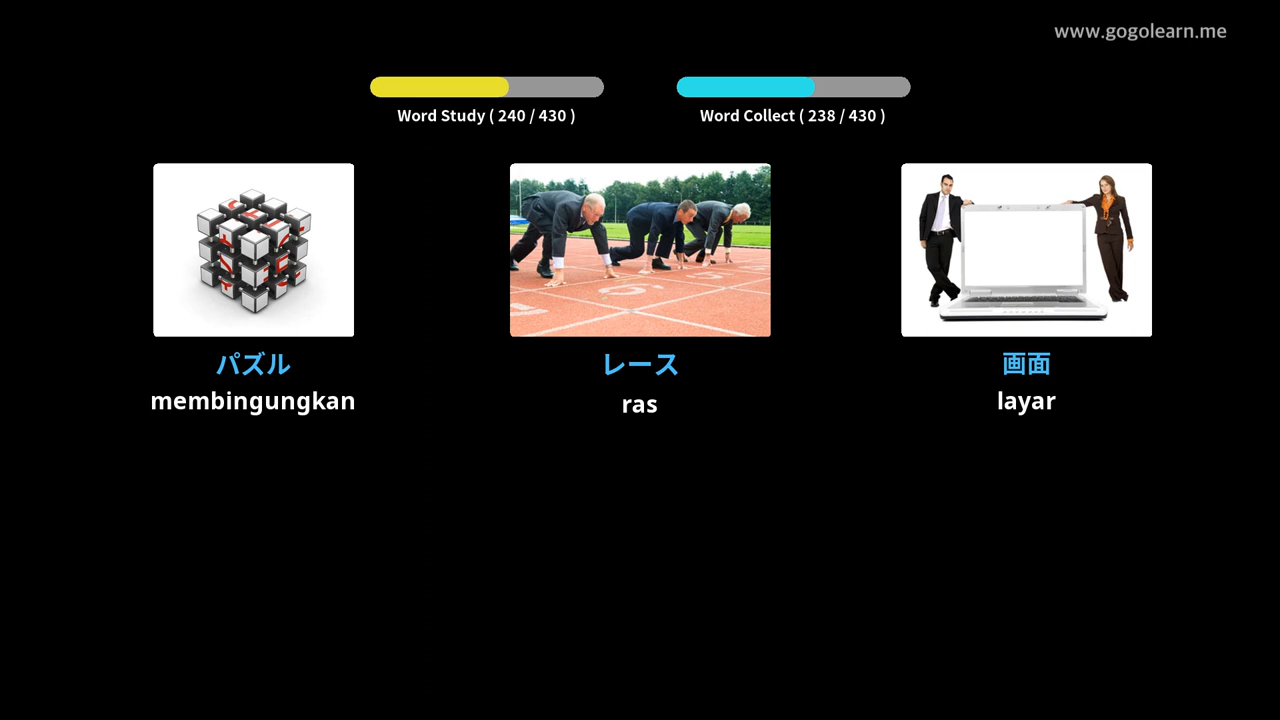 www.gogolearn.me
Word Study ( 240 / 430 )
Word Collect ( 238 / 430 )
パズル
membingungkan
レース
ras
画面
layar